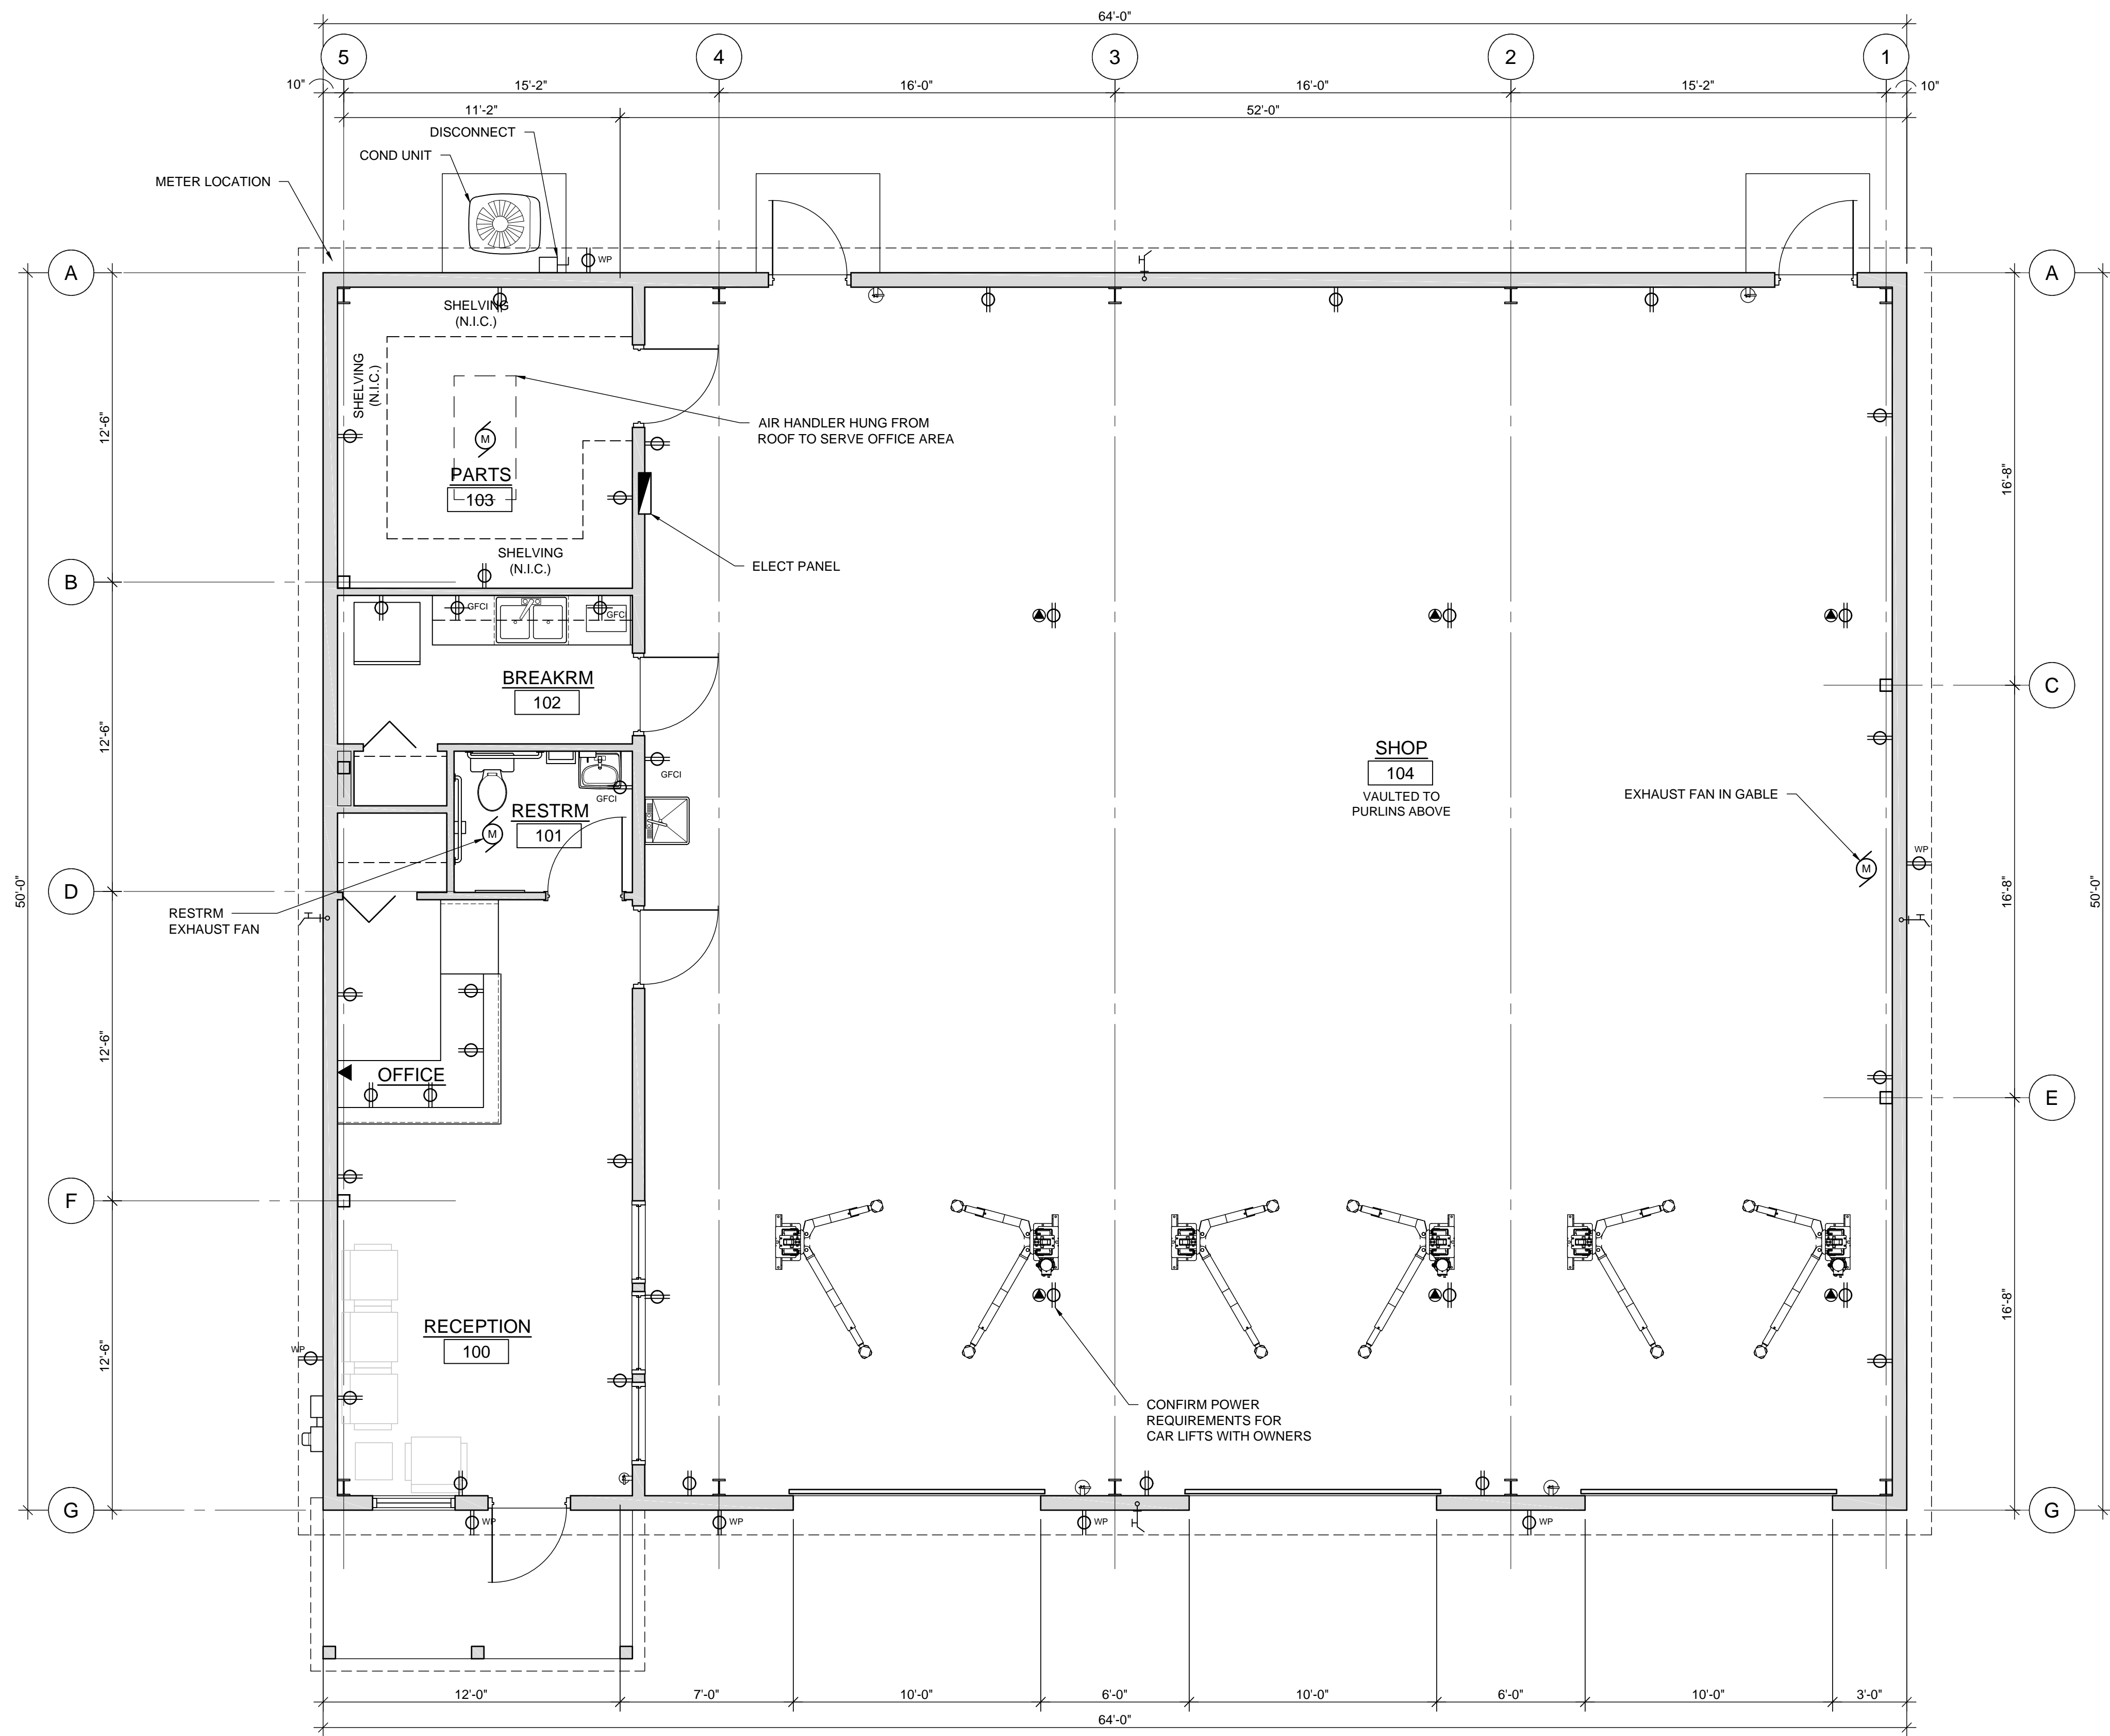 64'-0"
5
4
3
2
1
10"
15'-2"
16'-0"
16'-0"
15'-2"
10"
11'-2"
52'-0"
DISCONNECT
COND UNIT
METER LOCATION
WP
A
A
SHELVING
(N.I.C.)
SHELVING
(N.I.C.)
12'-6"
AIR HANDLER HUNG FROM
ROOF TO SERVE OFFICE AREA
M
PARTS
103
16'-8"
SHELVING
(N.I.C.)
ELECT PANEL
B
GFCI
GFCI
BREAKRM
102
C
12'-6"
SHOP
104
VAULTED TO
PURLINS ABOVE
GFCI
GFCI
EXHAUST FAN IN GABLE
RESTRM
101
M
M
WP
D
50'-0"
16'-8"
50'-0"
RESTRM
EXHAUST FAN
12'-6"
OFFICE
E
F
RECEPTION
100
12'-6"
16'-8"
WP
CONFIRM POWER
REQUIREMENTS FOR
CAR LIFTS WITH OWNERS
G
G
WP
WP
WP
WP
12'-0"
7'-0"
10'-0"
6'-0"
10'-0"
6'-0"
10'-0"
3'-0"
64'-0"